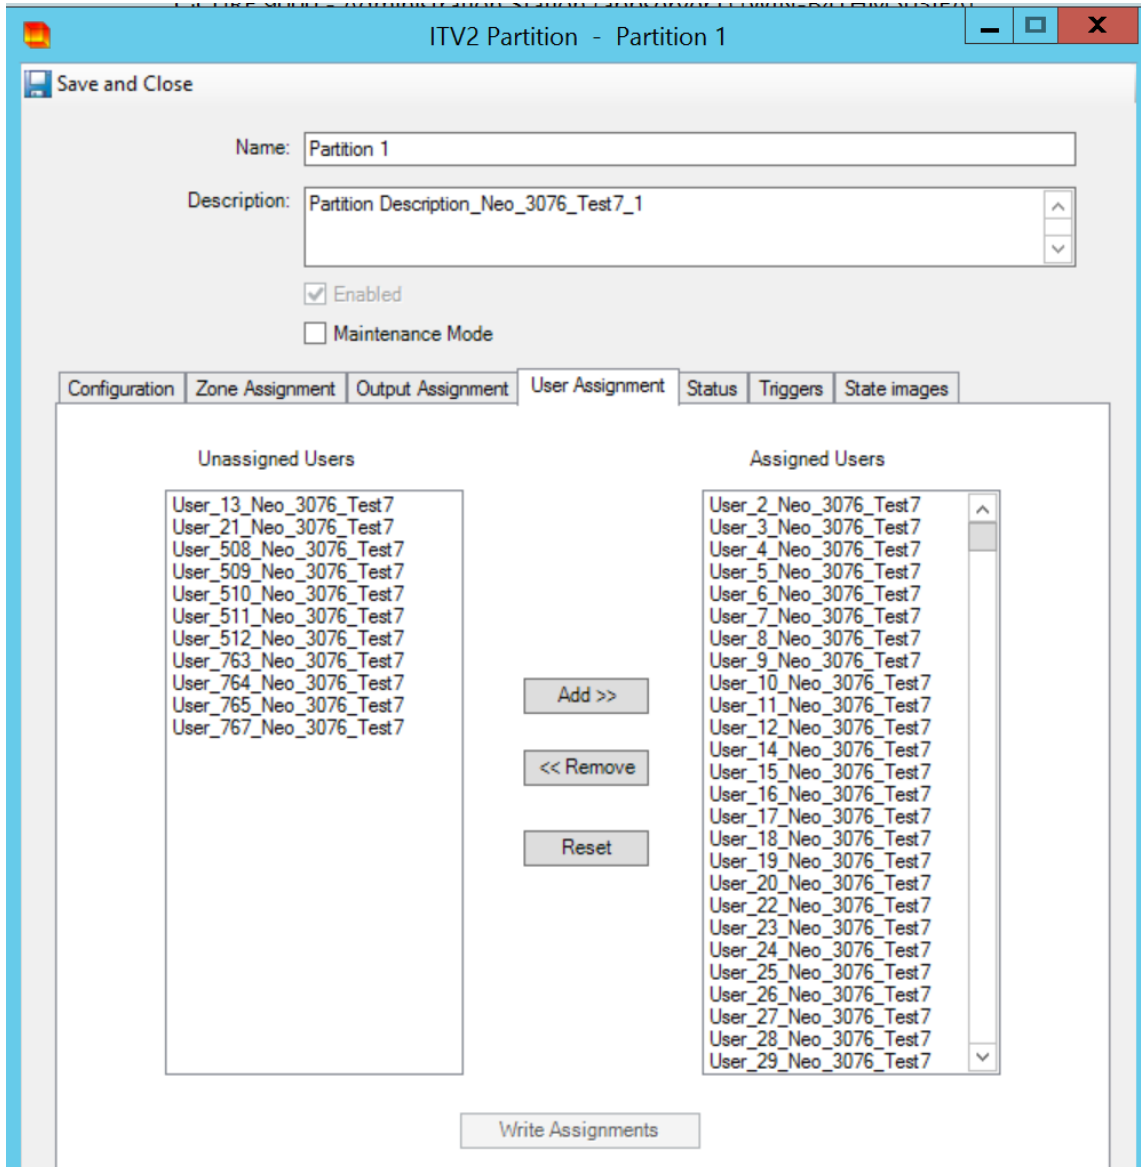 ITV2 Partition - Partition 1
X
Save and Close
Name: Partition 1
Description: Partition Description_Neo_3076_Test7_1
Enabled
Maintenance Mode
Configuration Zone Assignment Output Assignment User Assignment Status Triggers State images
Unassigned Users
User_13_Neo_3076_Test7
User_21_Neo_3076_Test7
User_508_Neo_3076_Test7
User_509_Neo_3076_Test7
User_510_Neo_3076_Test7
User_511_Neo_3076_Test7
User_512_Neo_3076_Test7
User_763_Neo_3076_Test7
User_764_Neo_3076_Test7
User_765_Neo_3076_Test7
User_767_Neo_3076_Test7
Add >>
<< Remove
Reset
Assigned Users
User_2_Neo_3076_Test7
User_3_Neo_3076_Test7
User_4_Neo_3076_Test7
User_5_Neo_3076_Test7
User_6_Neo_3076_Test7
User_7_Neo_3076_Test7
User_8_Neo_3076_Test7
User_9_Neo_3076_Test7
User_10_Neo_3076_Test7
User_11_Neo_3076_Test7
User_12_Neo_3076_Test7
User_14_Neo_3076_Test7
User_15_Neo_3076_Test7
User_16_Neo_3076_Test7
User_17_Neo_3076_Test7
User_18_Neo_3076_Test7
User_19_Neo_3076_Test7
User_20_Neo_3076_Test7
User_22_Neo_3076_Test7
User_23_Neo_3076_Test7
User_24_Neo_3076_Test7
User_25_Neo_3076_Test7
User_26_Neo_3076_Test7
User_27_Neo_3076_Test7
User_28_Neo_3076_Test7
User_29_Neo_3076_Test7
Write Assignments